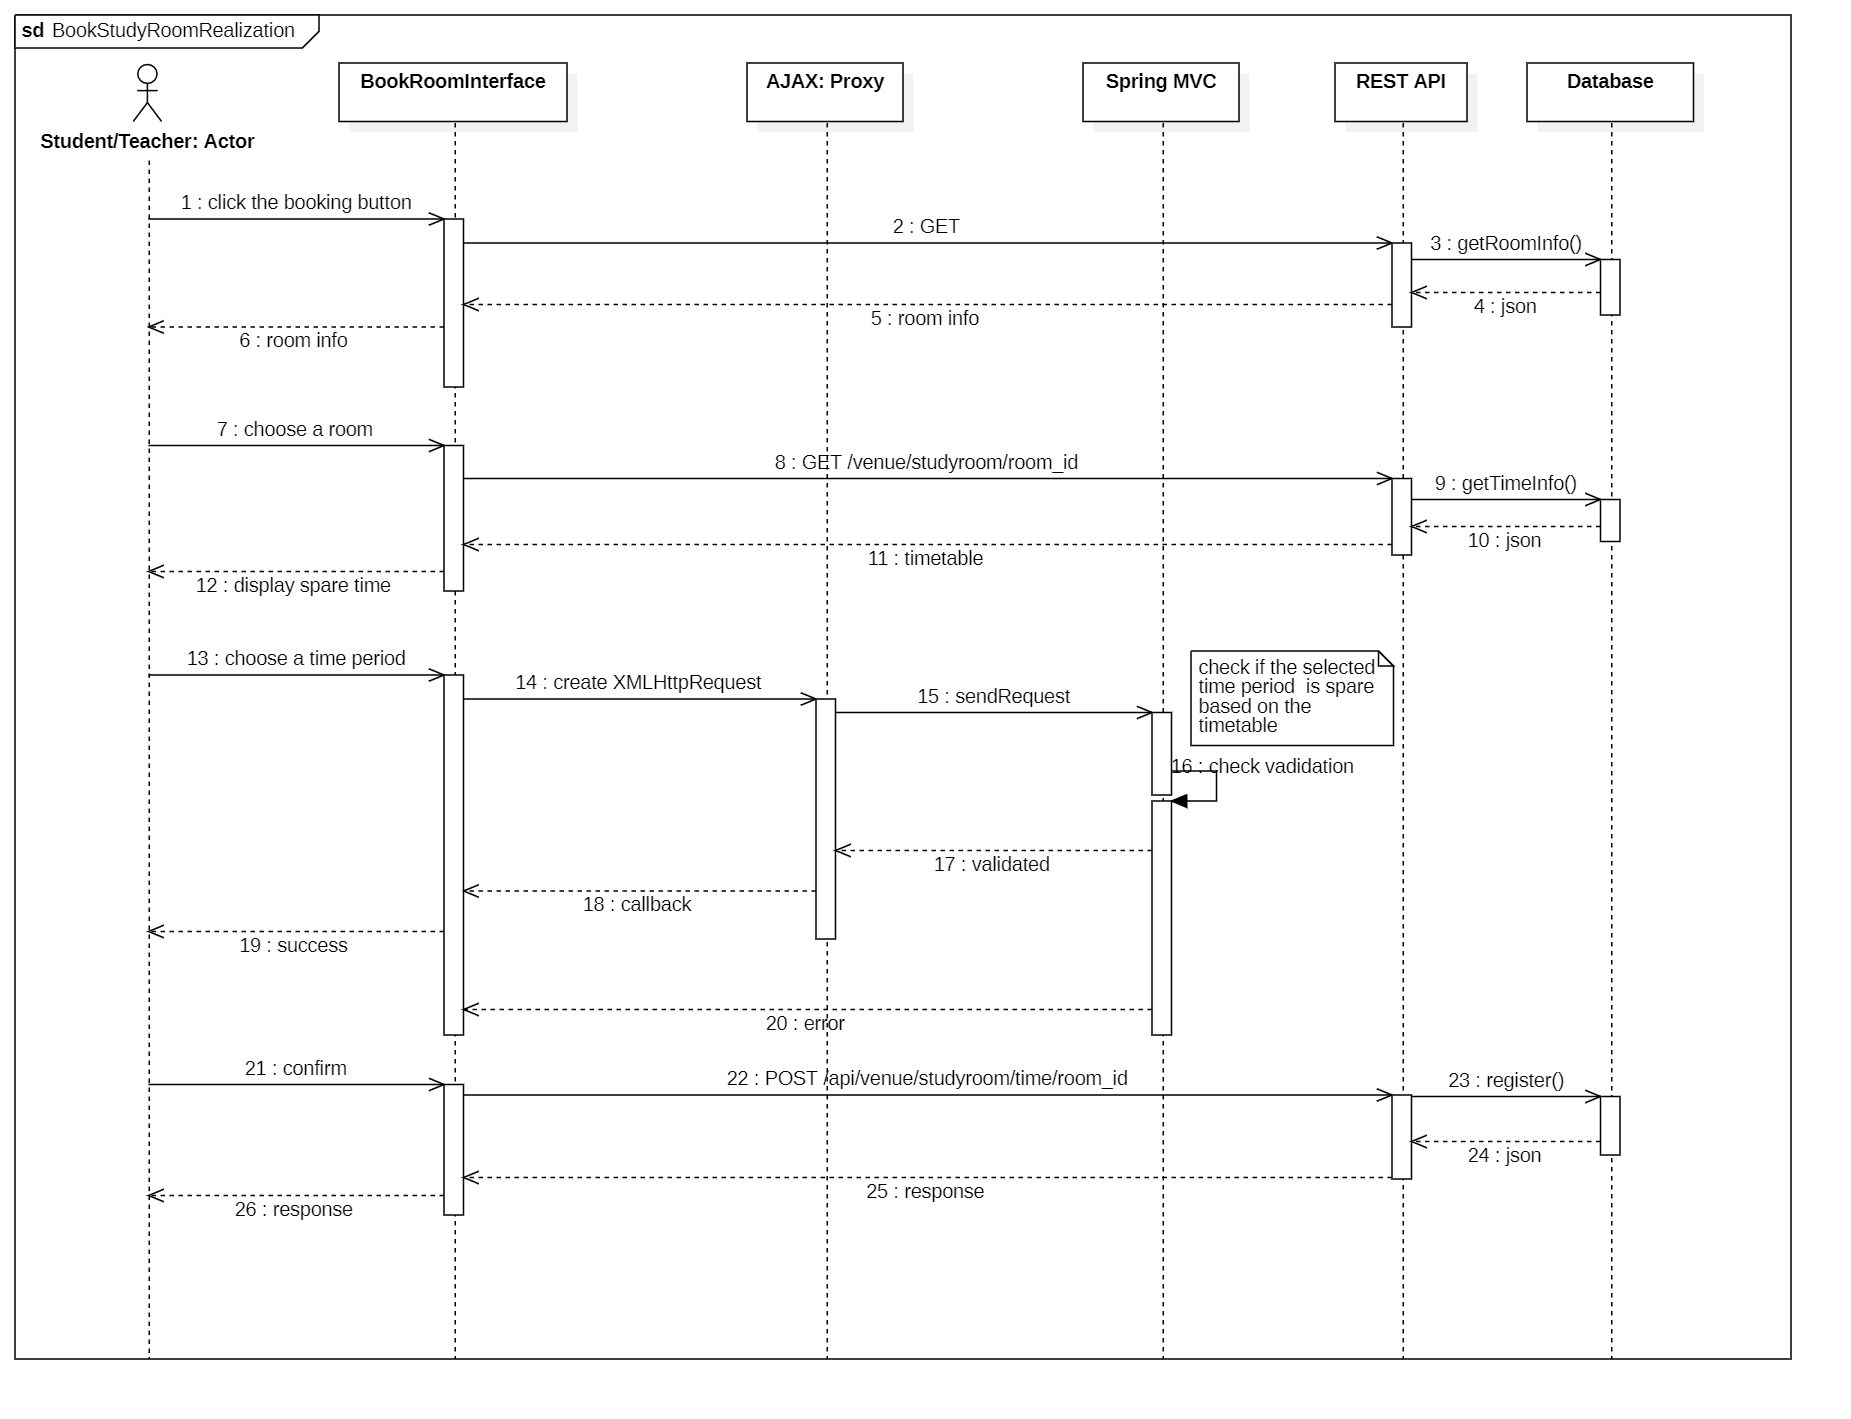 sd BookStudyRoomRealization
BookRoomInterface
AJAX: Proxy
Spring MVC
REST API
Database
Student/Teacher: Actor
1 : click the booking button
2 : GET
3 : getRoomInfo()
4 : json
5 : room info
6 : room info
7 : choose a room
8 : GET /venue/studyroom/room_id
9 : getTimeInfo()
10 : json
11 : timetable
12 : display spare time
13 : choose a time period
14 : create XMLHttpRequest
15 : sendRequest
check if the selected
time period  is spare
based on the
timetable
16 : check vadidation
17 : validated
18 : callback
19 : success
20 : error
21 : confirm
22 : POST /api/venue/studyroom/time/room_id
23 : register()
24 : json
25 : response
26 : response